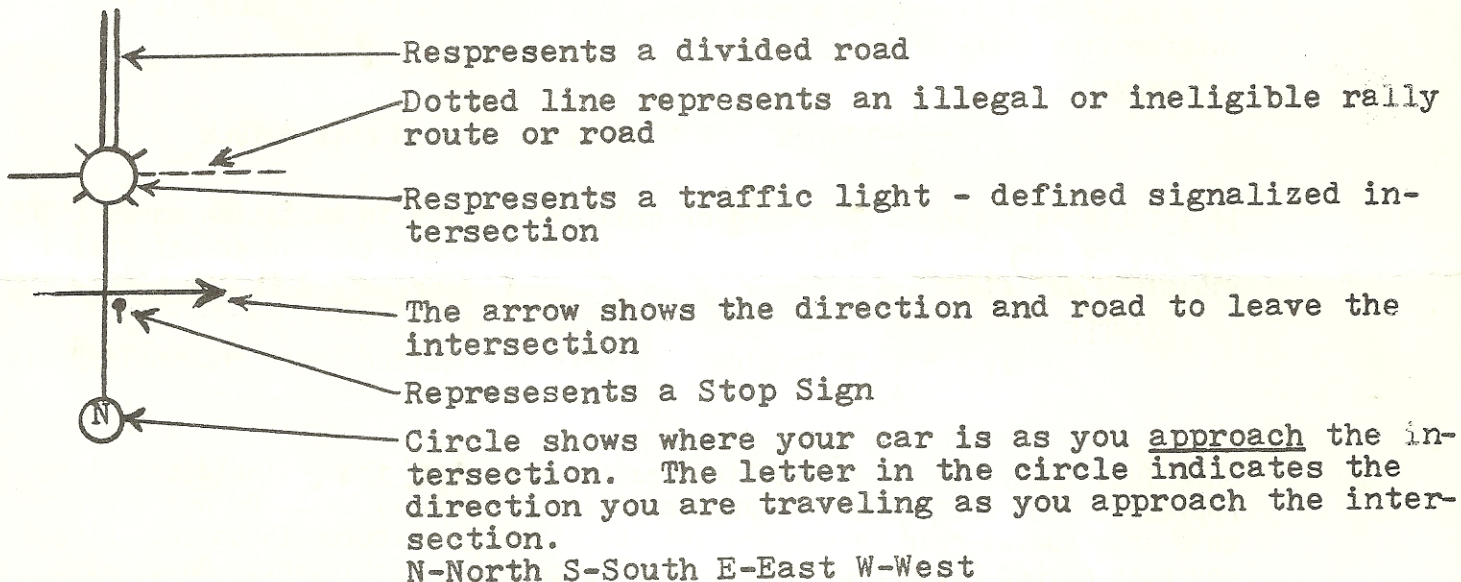 Respresents a divided road
Dotted line represents an illegal or ineligible rally
route or road
Respresents a traffic light - defined signalized in-
tersection
The arrow shows the direction and road to leave the
intersection
Represesents a Stop Sign
N
Circle shows where your car is as you approach the in-
tersection. The letter in the circle indicates the
direction you are traveling as you approach the inter-
section.
N-North S-South E-East W-West